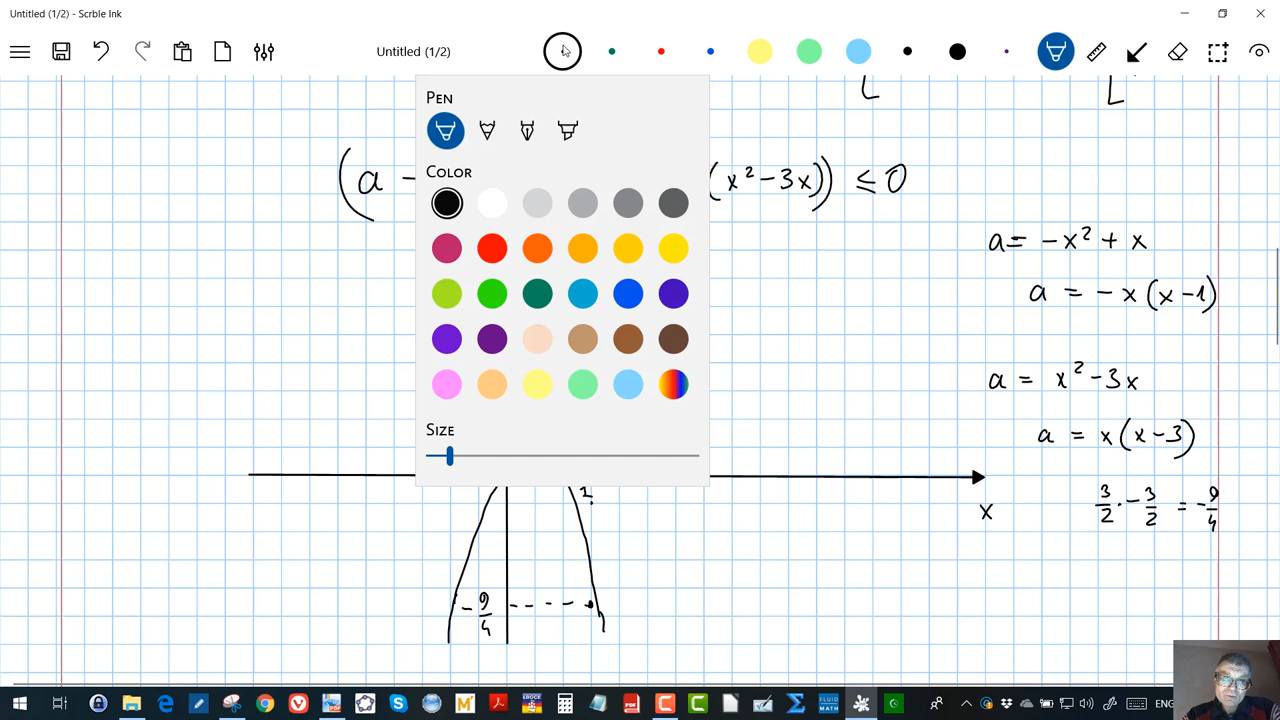 Untitled (1/2) - Scrble Ink
Untitled (1/2)
Pen
Color
Size
(a - (x² - 3x)) ≤ 0
a = -x² + x
a = -x(x-1)
a = x² - 3x
a = x(x-3)
3/2 · -3/2 = -9/4
1
x
-9/4
ENG